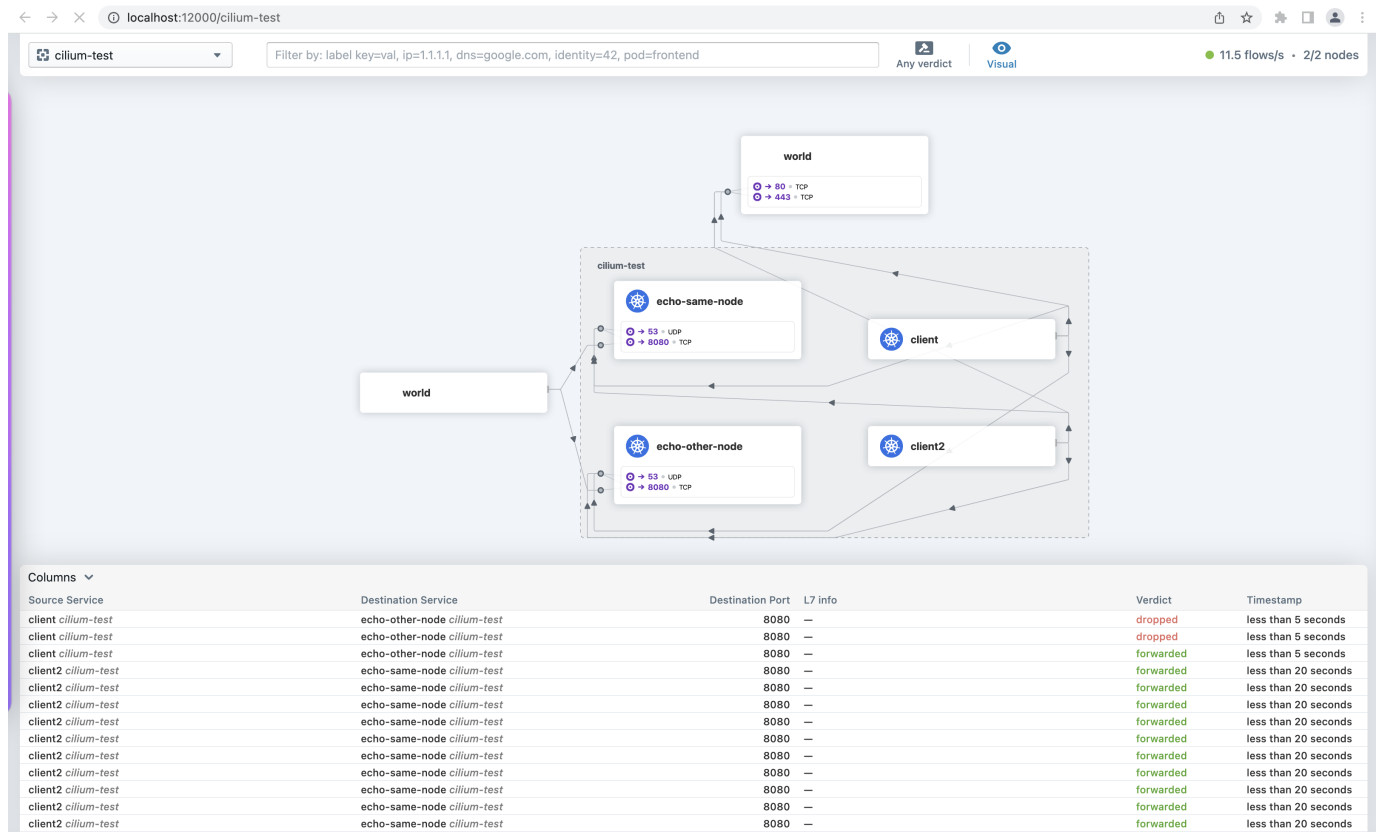 localhost:12000/cilium-test
cilium-test
Filter by: label key=val, ip=1.1.1.1, dns=google.com, identity=42, pod=frontend
Any verdict
Visual
11.5 flows/s · 2/2 nodes
world
→ 80 · TCP
→ 443 · TCP
cilium-test
echo-same-node
→ 53 · UDP
→ 8080 · TCP
client
world
echo-other-node
→ 53 · UDP
→ 8080 · TCP
client2
Columns
Source Service Destination Service Destination Port L7 info Verdict Timestamp
client cilium-test echo-other-node cilium-test 8080 — dropped less than 5 seconds
client cilium-test echo-other-node cilium-test 8080 — dropped less than 5 seconds
client cilium-test echo-other-node cilium-test 8080 — forwarded less than 5 seconds
client2 cilium-test echo-same-node cilium-test 8080 — forwarded less than 20 seconds
client2 cilium-test echo-same-node cilium-test 8080 — forwarded less than 20 seconds
client2 cilium-test echo-same-node cilium-test 8080 — forwarded less than 20 seconds
client2 cilium-test echo-same-node cilium-test 8080 — forwarded less than 20 seconds
client2 cilium-test echo-same-node cilium-test 8080 — forwarded less than 20 seconds
client2 cilium-test echo-same-node cilium-test 8080 — forwarded less than 20 seconds
client2 cilium-test echo-same-node cilium-test 8080 — forwarded less than 20 seconds
client2 cilium-test echo-same-node cilium-test 8080 — forwarded less than 20 seconds
client2 cilium-test echo-same-node cilium-test 8080 — forwarded less than 20 seconds
client2 cilium-test echo-same-node cilium-test 8080 — forwarded less than 20 seconds